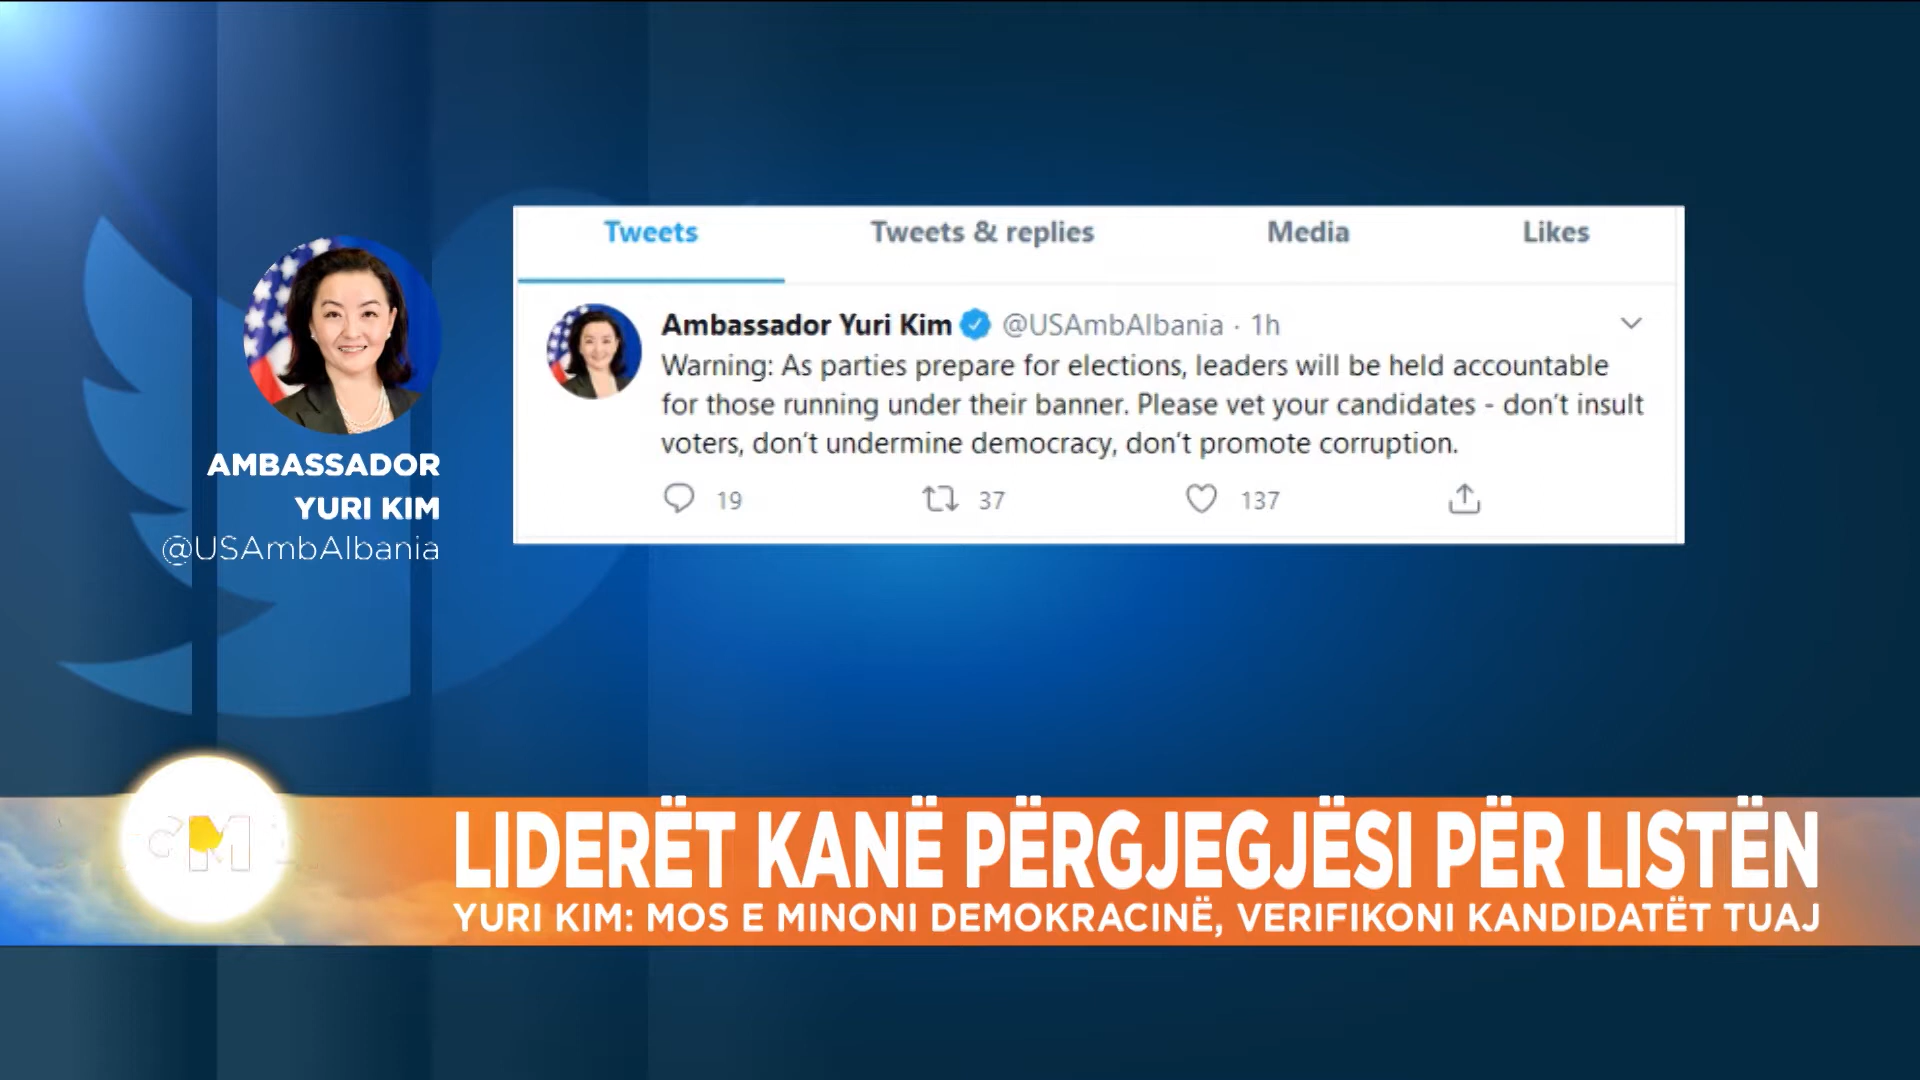 Tweets Tweets & replies Media Likes
Ambassador Yuri Kim @USAmbAlbania · 1h
Warning: As parties prepare for elections, leaders will be held accountable
for those running under their banner. Please vet your candidates - don't insult
voters, don't undermine democracy, don't promote corruption.
19 37 137
AMBASSADOR
YURI KIM
@USAmbAlbania
LIDERËT KANË PËRGJEGJËSI PËR LISTËN
YURI KIM: MOS E MINONI DEMOKRACINË, VERIFIKONI KANDIDATËT TUAJ